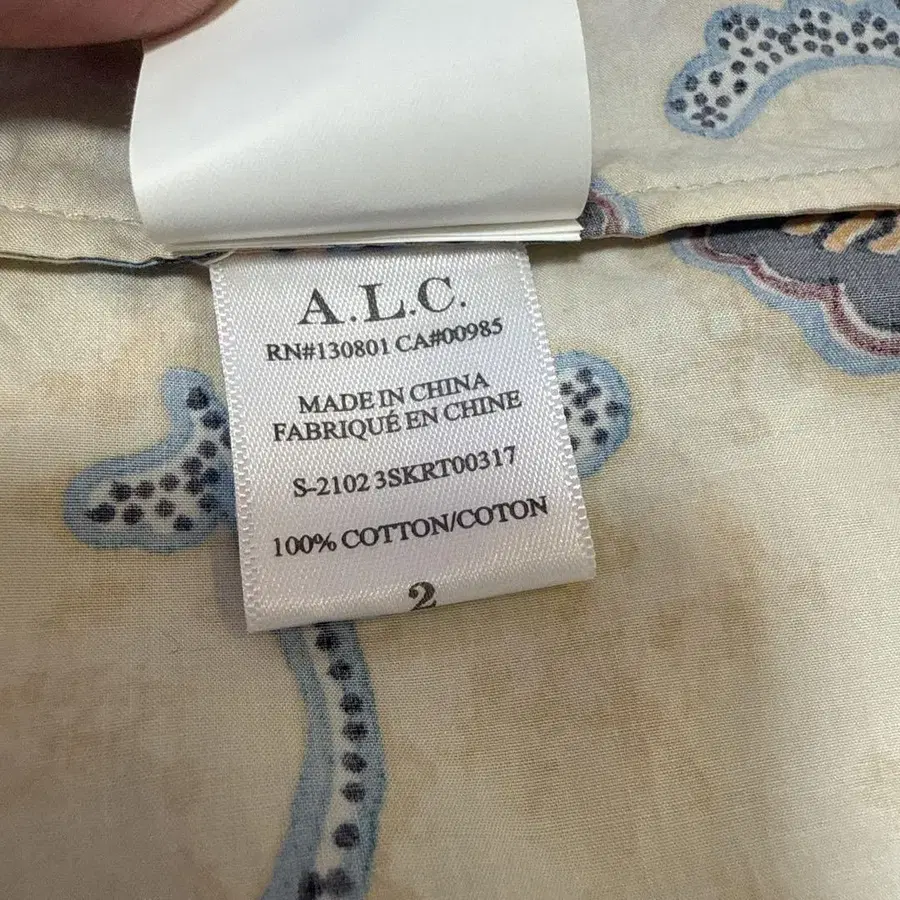 A.L.C.
RN#130801 CA#00985
MADE IN CHINA
FABRIQUÉ EN CHINE
S-2102 3SKRT00317
100% COTTON/COTON
2